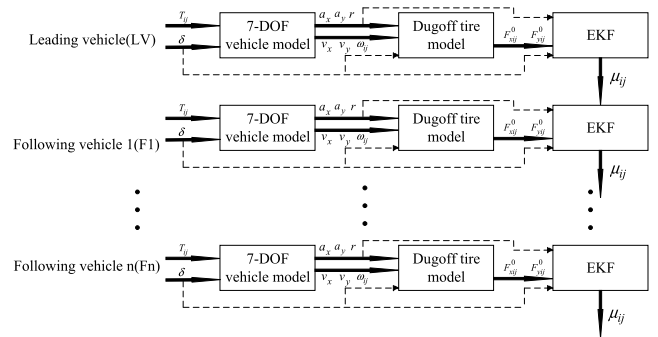 Leading vehicle(LV)
T_ij
δ
7-DOF
vehicle model
a_x a_y r
v_x v_y ω_ij
Dugoff tire
model
F^0_xij F^0_yij
EKF
μ_ij
Following vehicle 1(F1)
T_ij
δ
7-DOF
vehicle model
a_x a_y r
v_x v_y ω_ij
Dugoff tire
model
F^0_xij F^0_yij
EKF
μ_ij
Following vehicle n(Fn)
T_ij
δ
7-DOF
vehicle model
a_x a_y r
v_x v_y ω_ij
Dugoff tire
model
F^0_xij F^0_yij
EKF
μ_ij